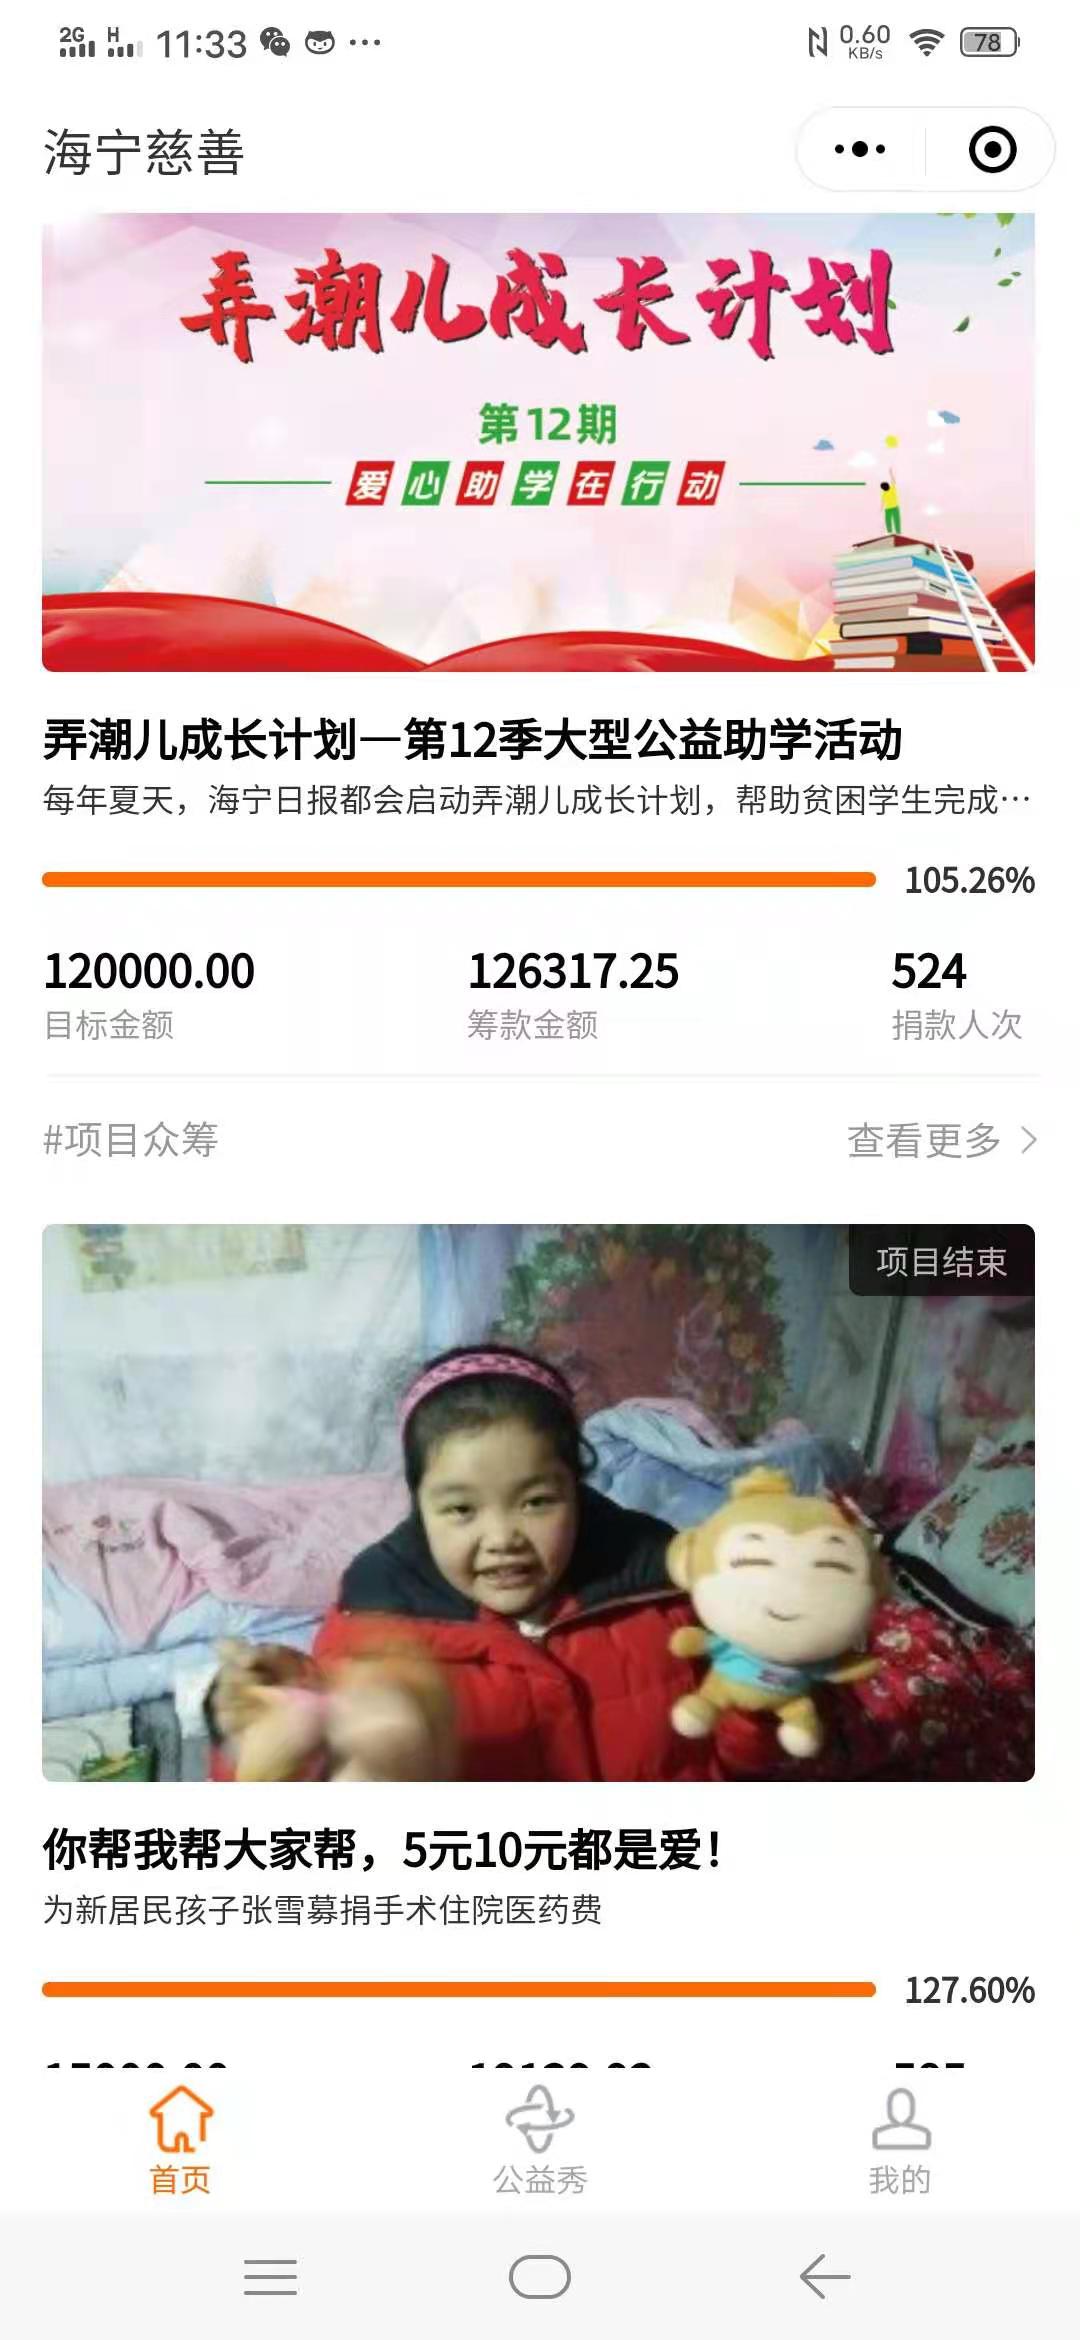 2G H 11:33 ... 0.60 KB/s 78
海宁慈善
弄潮儿成长计划
第12期
爱心助学在行动
弄潮儿成长计划—第12季大型公益助学活动
每年夏天，海宁日报都会启动弄潮儿成长计划，帮助贫困学生完成…
105.26%
120000.00 126317.25 524
目标金额 筹款金额 捐款人次
#项目众筹 查看更多 >
项目结束
你帮我帮大家帮，5元10元都是爱！
为新居民孩子张雪募捐手术住院医药费
127.60%
首页 公益秀 我的